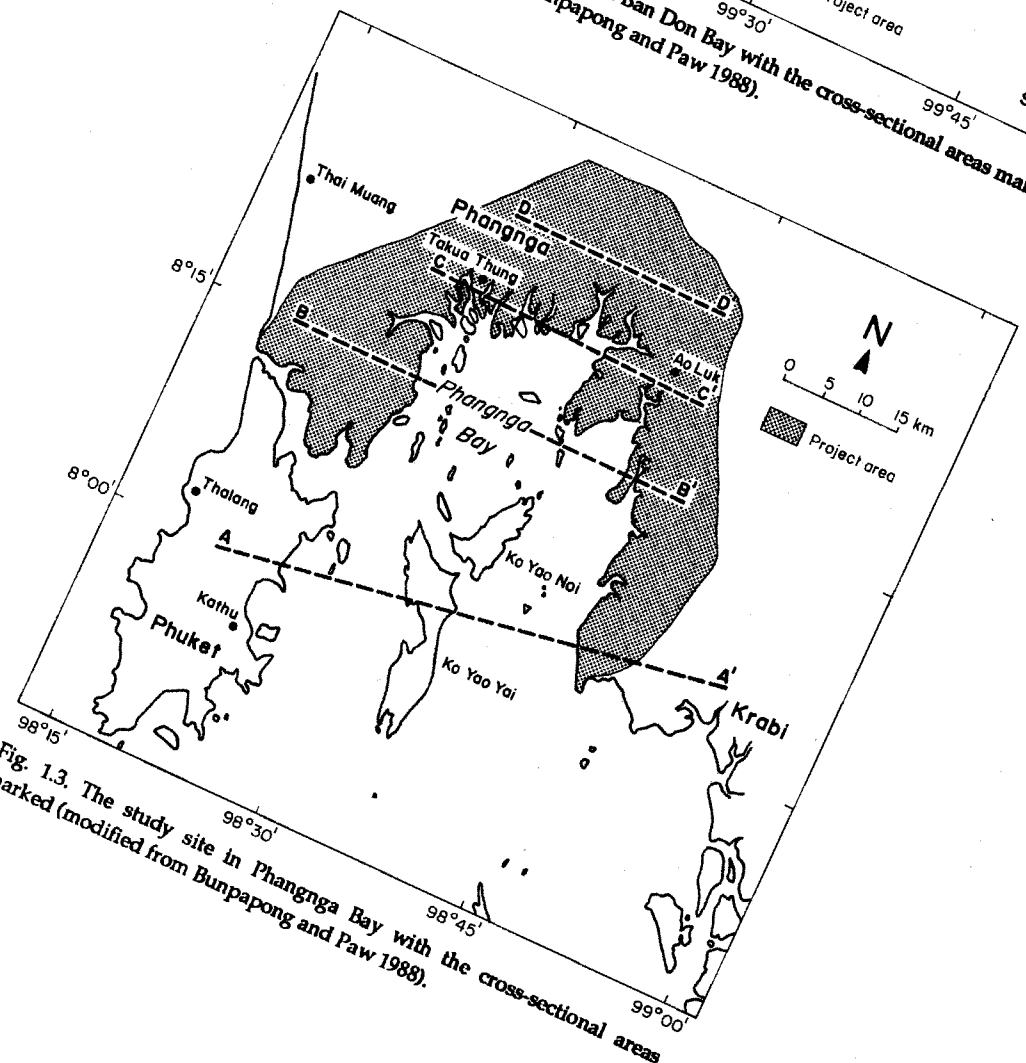 99°30'
oject area
Ban Don Bay with the cross-sectional areas mar
npapong and Paw 1988).
99°45'
S
Thai Muang
8°15'
Phangnga
D
Takua Thung
C
D'
B
N
Ao Luk
C'
0 5 10 15 km
Project area
Phangnga
Bay
B'
8°00'
Thalang
A
Ko Yao Noi
Kathu
Phuket
Ko Yao Yai
A'
Krabi
98°15'
98°30'
98°45'
99°00'
Fig. 1.3. The study site in Phangnga Bay with the cross-sectional areas
arked (modified from Bunpapong and Paw 1988).